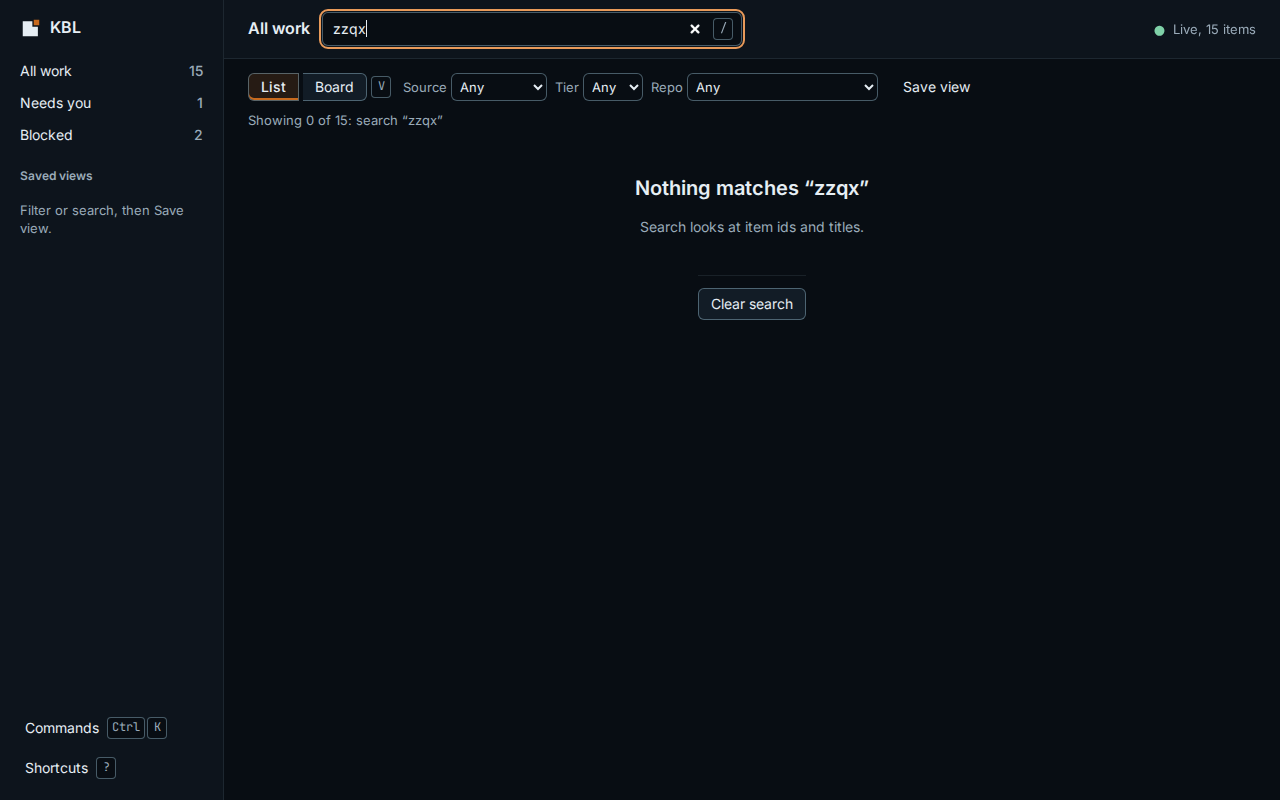 KBL
All work 15
Needs you 1
Blocked 2
Saved views
Filter or search, then Save
view.
Commands Ctrl K
Shortcuts ?
All work zzqx × / Live, 15 items
List Board V Source Any Tier Any Repo Any Save view
Showing 0 of 15: search “zzqx”
Nothing matches “zzqx”
Search looks at item ids and titles.
Clear search